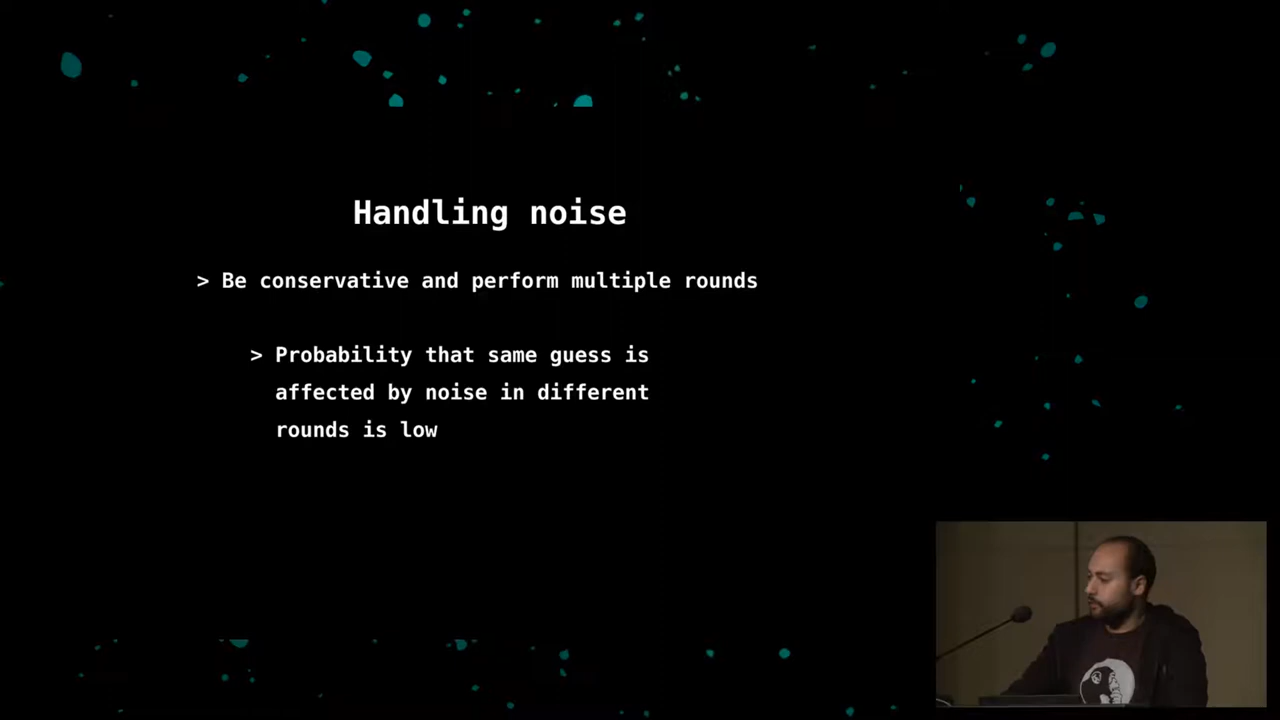 Handling noise
> Be conservative and perform multiple rounds
> Probability that same guess is
affected by noise in different
rounds is low